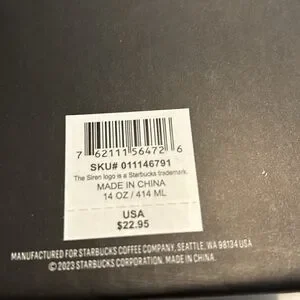 7 62111 56472 6
SKU# 011146791
The Siren logo is a Starbucks trademark.
MADE IN CHINA
14 OZ / 414 ML
USA
$22.95
MANUFACTURED FOR STARBUCKS COFFEE COMPANY, SEATTLE, WA 98134 USA
© 2023 STARBUCKS CORPORATION. MADE IN CHINA.